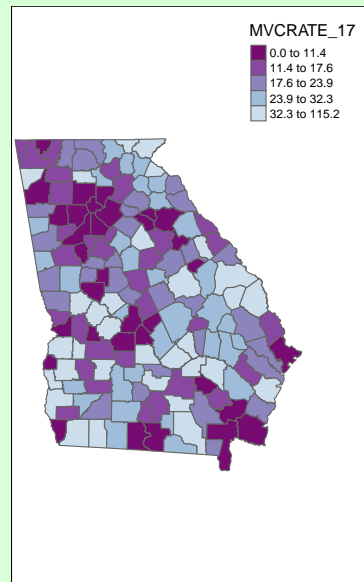 MVCRATE_17
0.0 to 11.4
11.4 to 17.6
17.6 to 23.9
23.9 to 32.3
32.3 to 115.2